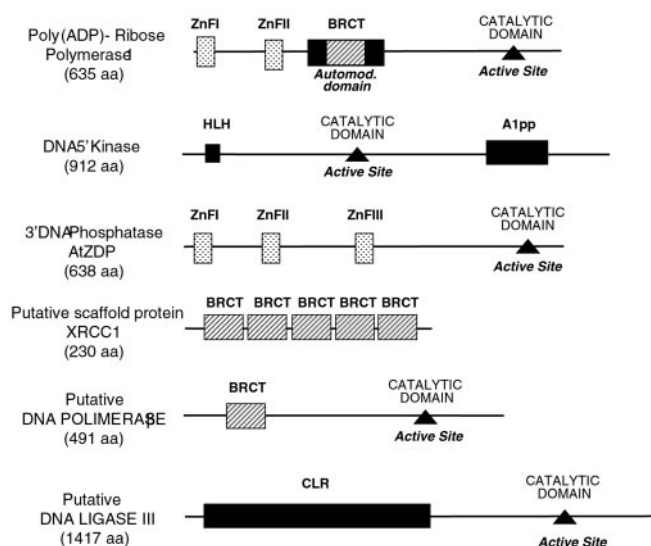 ZnFI ZnFII BRCT CATALYTIC
DOMAIN
Poly(ADP)- Ribose
Polymerase1
(635 aa)
Automod.
domain
Active Site
HLH CATALYTIC
DOMAIN
A1pp
DNA5' Kinase
(912 aa)
Active Site
ZnFI ZnFII ZnFIII CATALYTIC
DOMAIN
3'DNAPhosphatase
AtZDP
(638 aa)
Active Site
BRCT BRCT BRCT BRCT BRCT
Putative scaffold protein
XRCC1
(230 aa)
BRCT CATALYTIC
DOMAIN
Putative
DNA POLIMERASEβ
(491 aa)
Active Site
CLR CATALYTIC
DOMAIN
Putative
DNA LIGASE III
(1417 aa)
Active Site